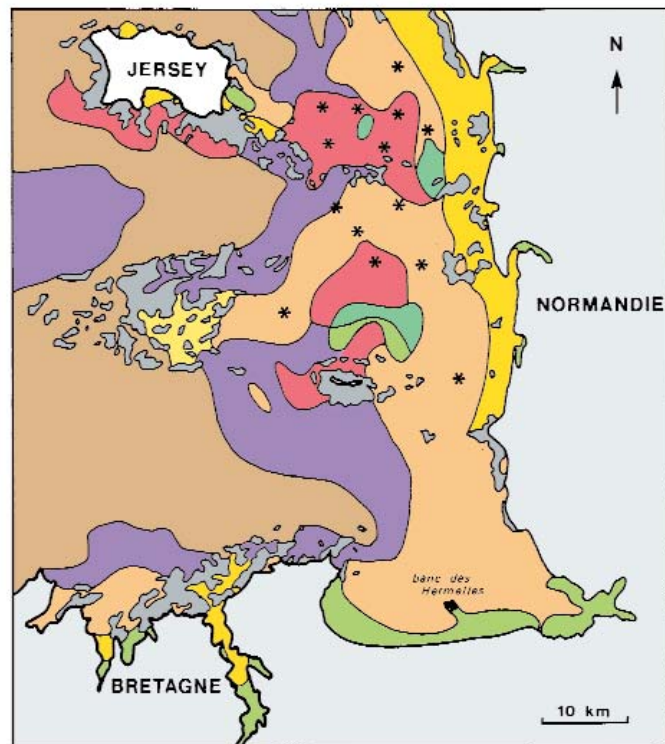 JERSEY
N
NORMANDIE
banc des
Hermelles
BRETAGNE
10 km